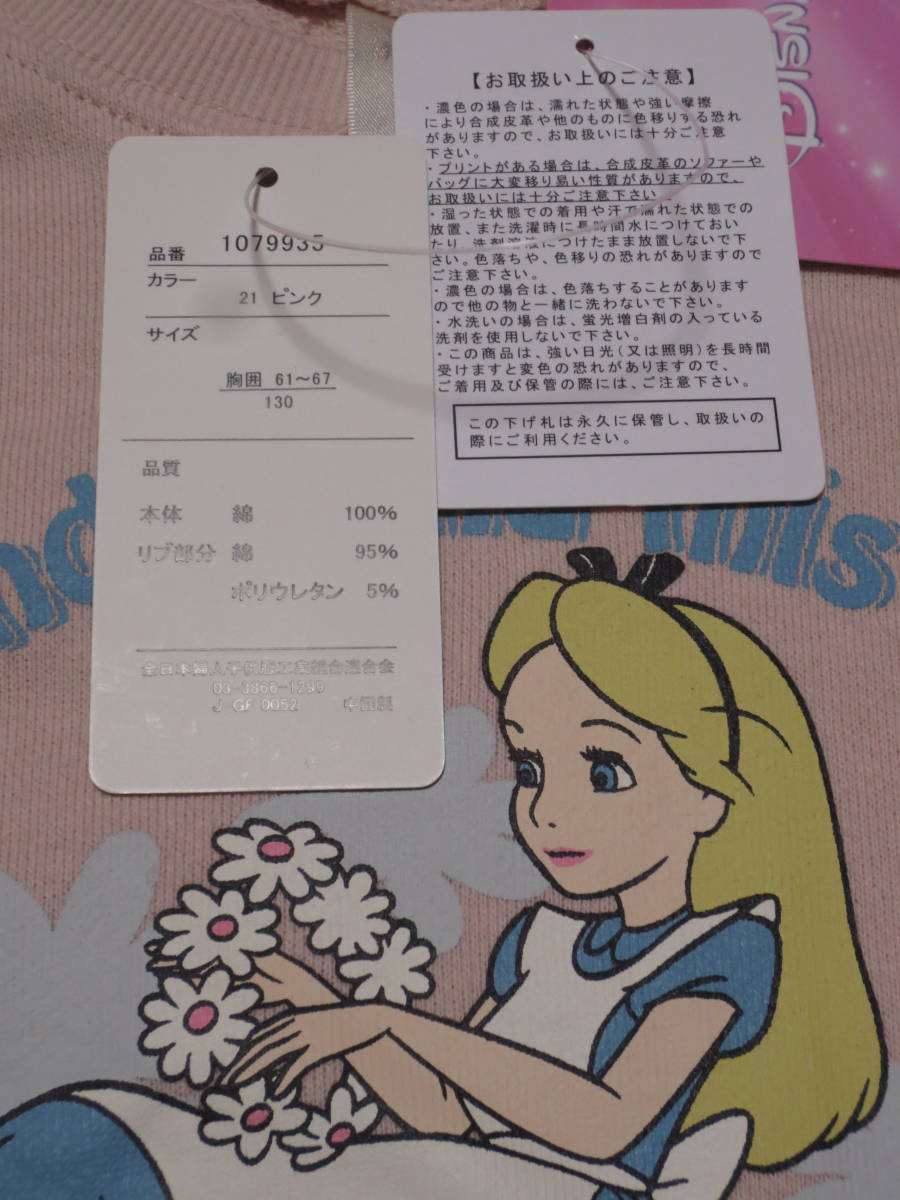 品番 1079935
カラー
21 ピンク
サイズ
胸囲 61～67
130
品質
本体 綿 100%
リブ部分 綿 95%
ポリウレタン 5%
全日本婦人子供服工業組合連合会
03-3866-1299
J GF 0052 中国製
【お取扱い上のご注意】
・濃色の場合は、濡れた状態や強い摩擦
により合成皮革や他のものに色移りする恐れ
がありますので、お取扱いには十分ご注意
下さい。
・プリントがある場合は、合成皮革のソファーや
バッグに大変移り易い性質がありますので、
お取扱いには十分ご注意下さい
・湿った状態での着用や汗で濡れた状態での
放置、また洗濯時に長時間水につけておい
たり、洗剤溶液につけたまま放置しないで下
さい。色落ちや、色移りの恐れがありますので
ご注意下さい。
・濃色の場合は、色落ちすることがあります
ので他の物と一緒に洗わないで下さい。
・水洗いの場合は、蛍光増白剤の入っている
洗剤を使用しないで下さい。
・この商品は、強い日光(又は照明)を長時間
受けますと変色の恐れがありますので、
ご着用及び保管の際には、ご注意下さい。
この下げ札は永久に保管し、取扱いの
際にご利用ください。